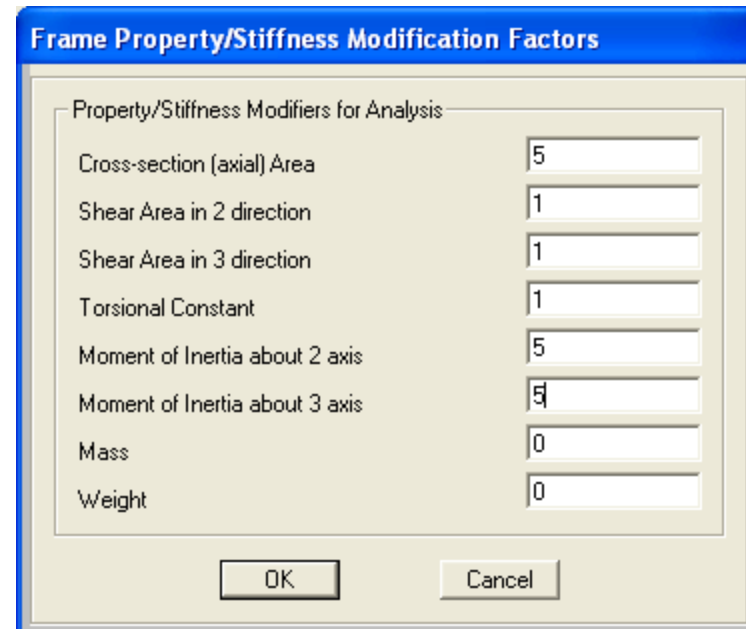 Frame Property/Stiffness Modification Factors
Property/Stiffness Modifiers for Analysis
Cross-section (axial) Area 5
Shear Area in 2 direction 1
Shear Area in 3 direction 1
Torsional Constant 1
Moment of Inertia about 2 axis 5
Moment of Inertia about 3 axis 5
Mass 0
Weight 0
OK Cancel